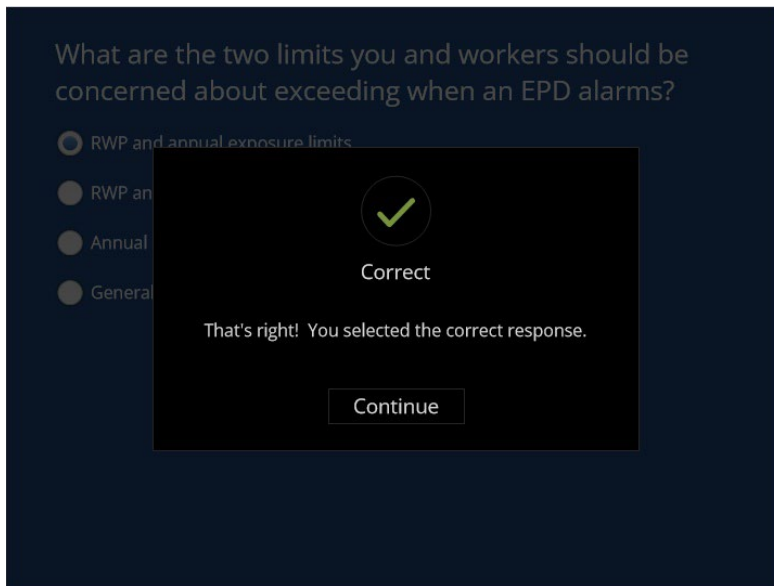 What are the two limits you and workers should be
concerned about exceeding when an EPD alarms?
RWP and annual exposure limits
RWP an
Annual
General
Correct
That's right! You selected the correct response.
Continue